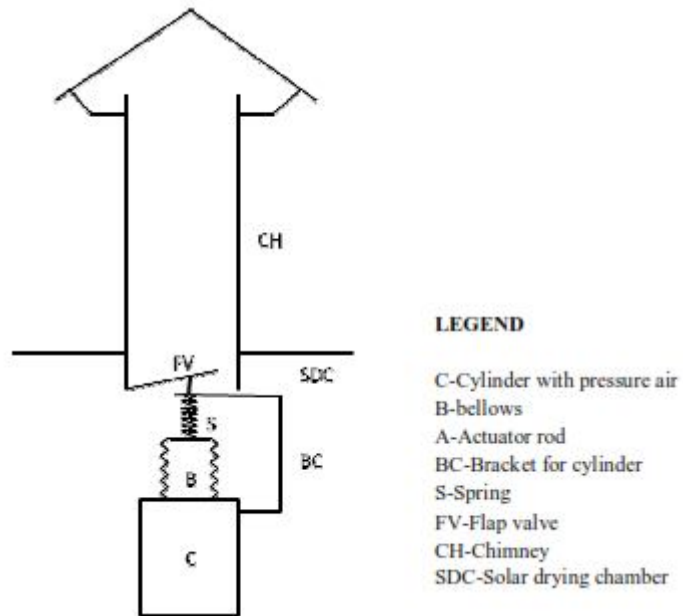 CH
FV
SDC
S
BC
B
C
LEGEND
C-Cylinder with pressure air
B-bellows
A-Actuator rod
BC-Bracket for cylinder
S-Spring
FV-Flap valve
CH-Chimney
SDC-Solar drying chamber